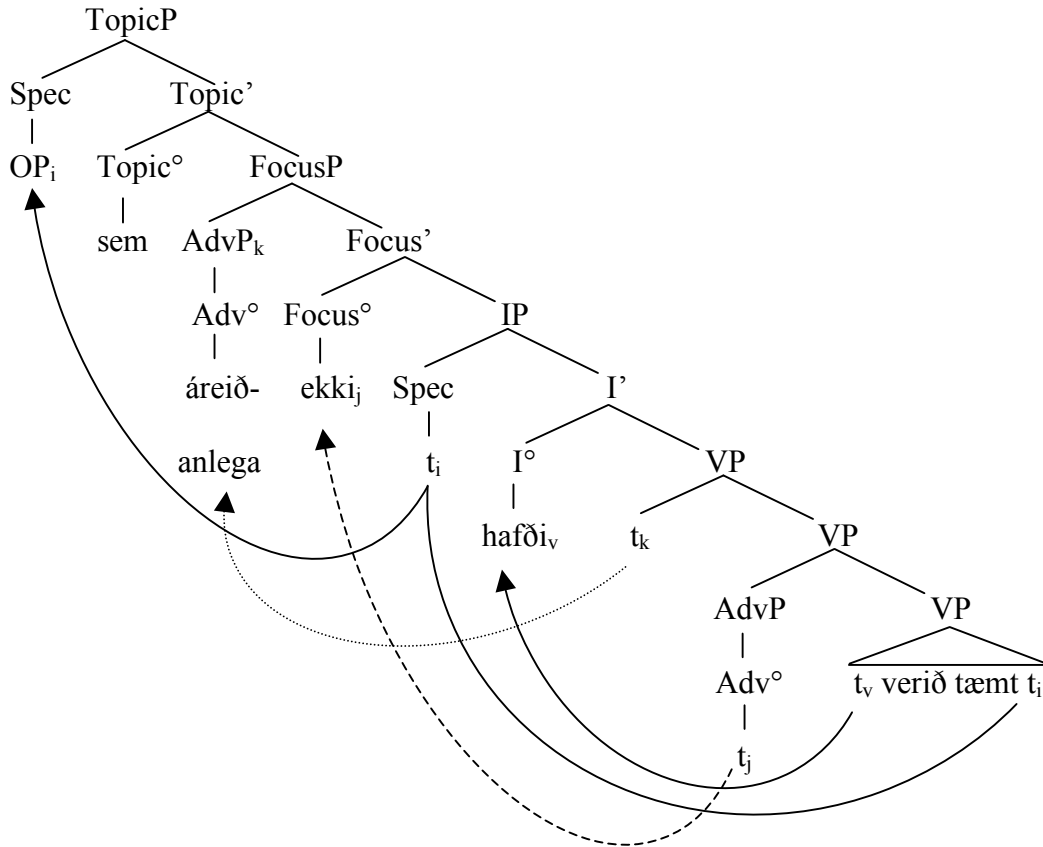 TopicP
Spec Topic’
OPi Topic° FocusP
sem AdvPk Focus’
Adv° Focus° IP
áreið- ekkij Spec I’
anlega ti I° VP
hafðiv tk VP
AdvP VP
Adv° tv verið tæmt ti
tj